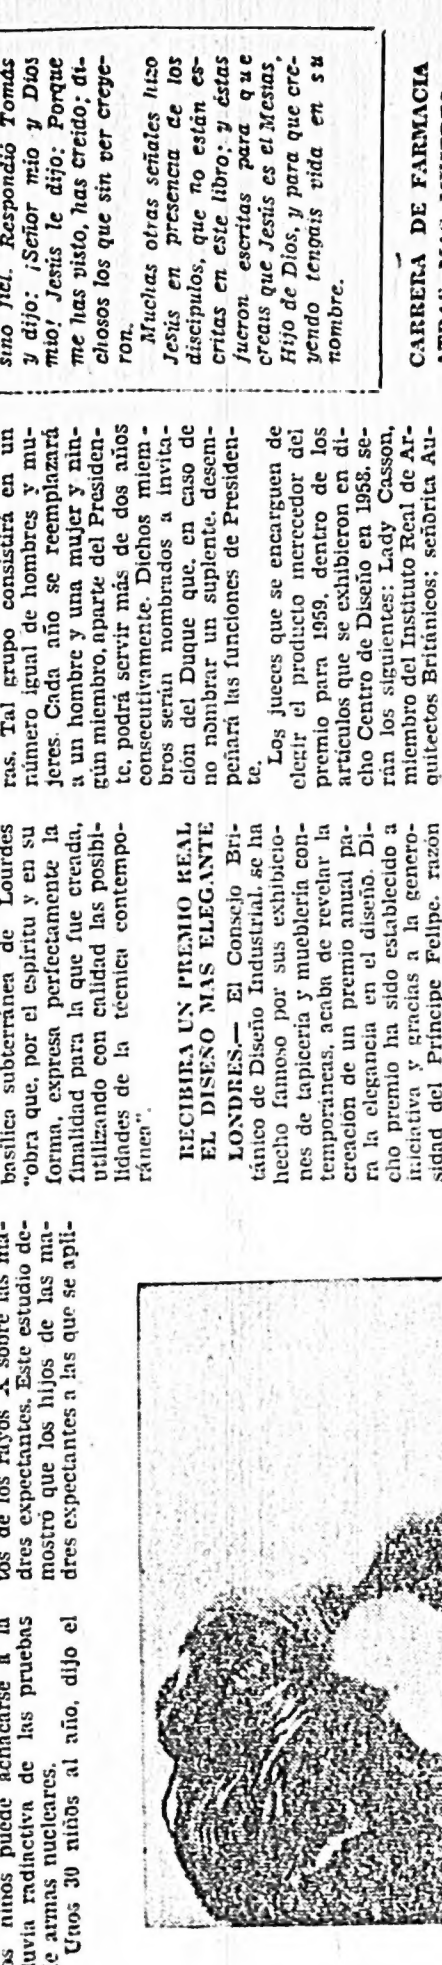 niños puede achacarse a la
luvia radiactiva de las pruebas
e armas nucleares.
Unos 30 niños al año, dijo el
tos de los rayos X sobre las ma-
dres expectantes. Este estudio de-
mostró que los hijos de las ma-
dres expectantes a las que se apli-
basílica subterránea de Lourdes
"obra que, por el espíritu y en su
forma, expresa perfectamente la
finalidad para la que fue creada,
utilizando con calidad las posibi-
lidades de la técnica contempo-
ránea".
RECIBIRA UN PREMIO REAL
EL DISEÑO MAS ELEGANTE
LONDRES.— El Consejo Bri-
tánico de Diseño Industrial, se ha
hecho famoso por sus exhibicio-
nes de tapicería y mueblería con-
temporáneas, acaba de revelar la
creación de un premio anual pa-
ra la elegancia en el diseño. Di-
cho premio ha sido establecido a
iniciativa y gracias a la genero-
sidad del Príncipe Felipe, razón
ras. Tal grupo consistirá en un
número igual de hombres y mu-
jeres. Cada año se reemplazará
a un hombre y una mujer y nin-
gún miembro, aparte del Presiden-
te, podrá servir más de dos años
consecutivamente. Dichos miem-
bros serán nombrados a invita-
ción del Duque que, en caso de
no nombrar un suplente, desem-
peñará las funciones de Presiden-
te.
Los jueces que se encarguen de
elegir el producto merecedor del
premio para 1959, dentro de los
artículos que se exhibieron en di-
cho Centro de Diseño en 1958, se-
rán los siguientes: Lady Casson,
miembro del Instituto Real de Ar-
quitectos Británicos; señorita Au-
sino fiel. Respondió Tomás
y dijo: ¡Señor mío y Dios
mío! Jesús le dijo: Porque
me has visto, has creído; di-
chosos los que sin ver creye-
ron.
Muchas otras señales hizo
Jesús en presencia de los
discípulos, que no están es-
critas en este libro; y éstas
fueron escritas para que
creais que Jesús es el Mesías,
Hijo de Dios, y para que cre-
yendo tengáis vida en su
nombre.
CARRERA DE FARMACIA